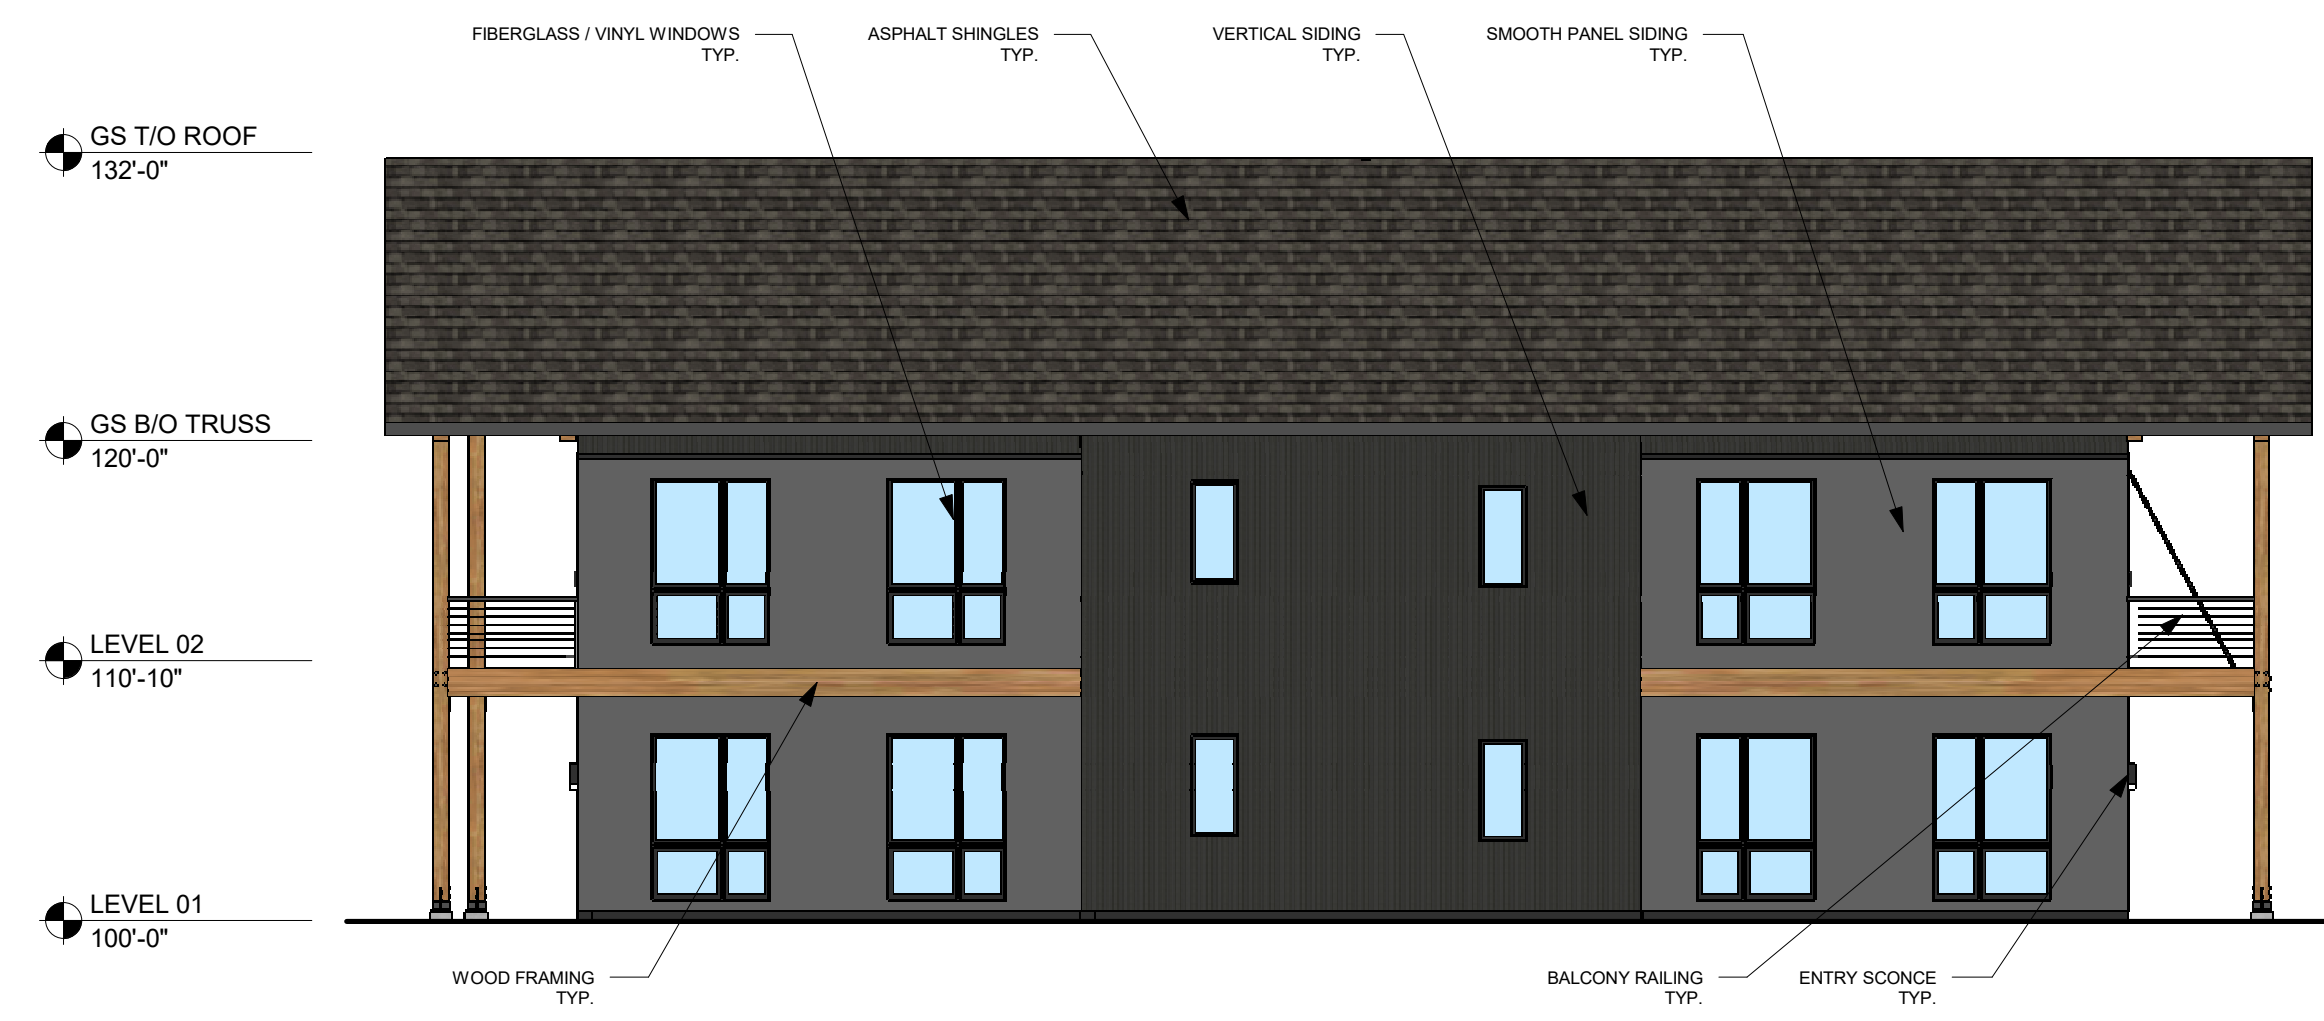 FIBERGLASS / VINYL WINDOWS
TYP.
ASPHALT SHINGLES
TYP.
VERTICAL SIDING
TYP.
SMOOTH PANEL SIDING
TYP.
GS T/O ROOF
132'-0"
GS B/O TRUSS
120'-0"
LEVEL 02
110'-10"
LEVEL 01
100'-0"
WOOD FRAMING
TYP.
BALCONY RAILING
TYP.
ENTRY SCONCE
TYP.